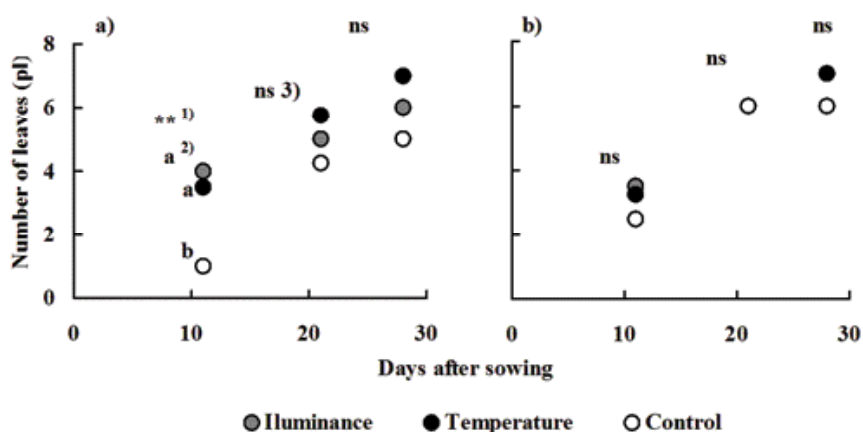 a)
ns
b)
ns
8
ns
6
ns 3)
** 1)
a 2)
ns
4
a
2
b
0
0 10 20 30
0 10 20 30
Number of leaves (pl)
Days after sowing
Iluminance Temperature Control